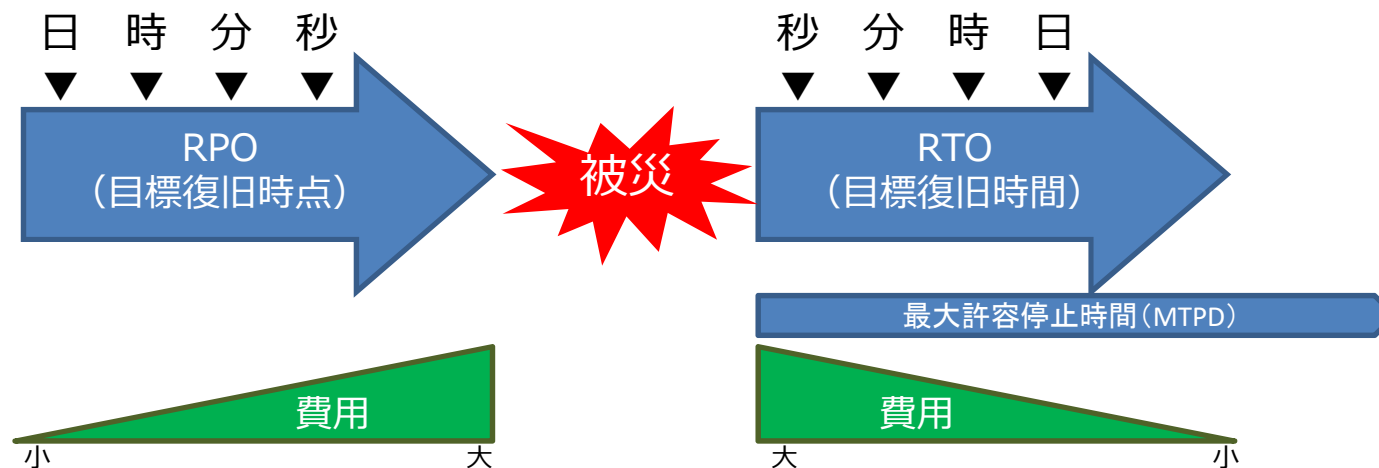 日 時 分 秒
秒 分 時 日
RPO
（目標復旧時点）
被災
RTO
（目標復旧時間）
最大許容停止時間（MTPD）
費用
小
大
費用
大
小